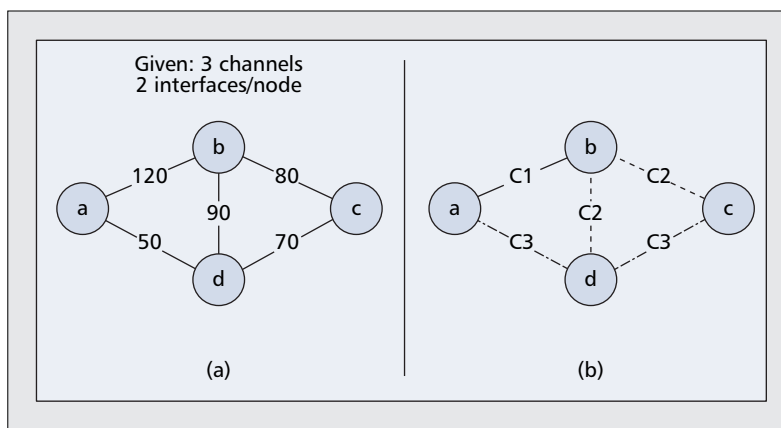 Given: 3 channels
2 interfaces/node
b
120
80
a
90
c
50
70
d
(a)
b
C1
C2
a
C2
c
C3
C3
d
(b)